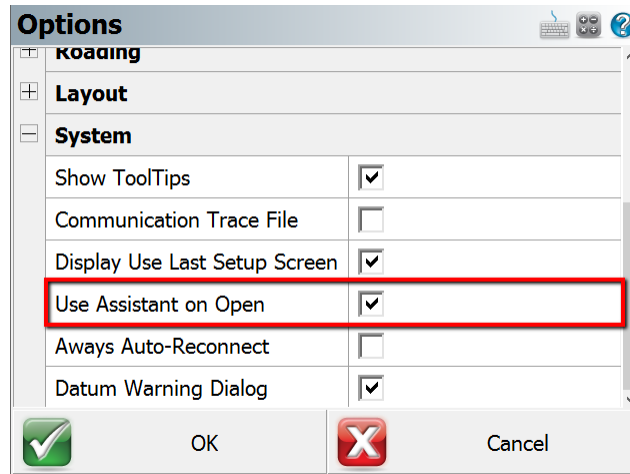 Options
Roading
Layout
System
Show ToolTips
Communication Trace File
Display Use Last Setup Screen
Use Assistant on Open
Aways Auto-Reconnect
Datum Warning Dialog
OK
Cancel